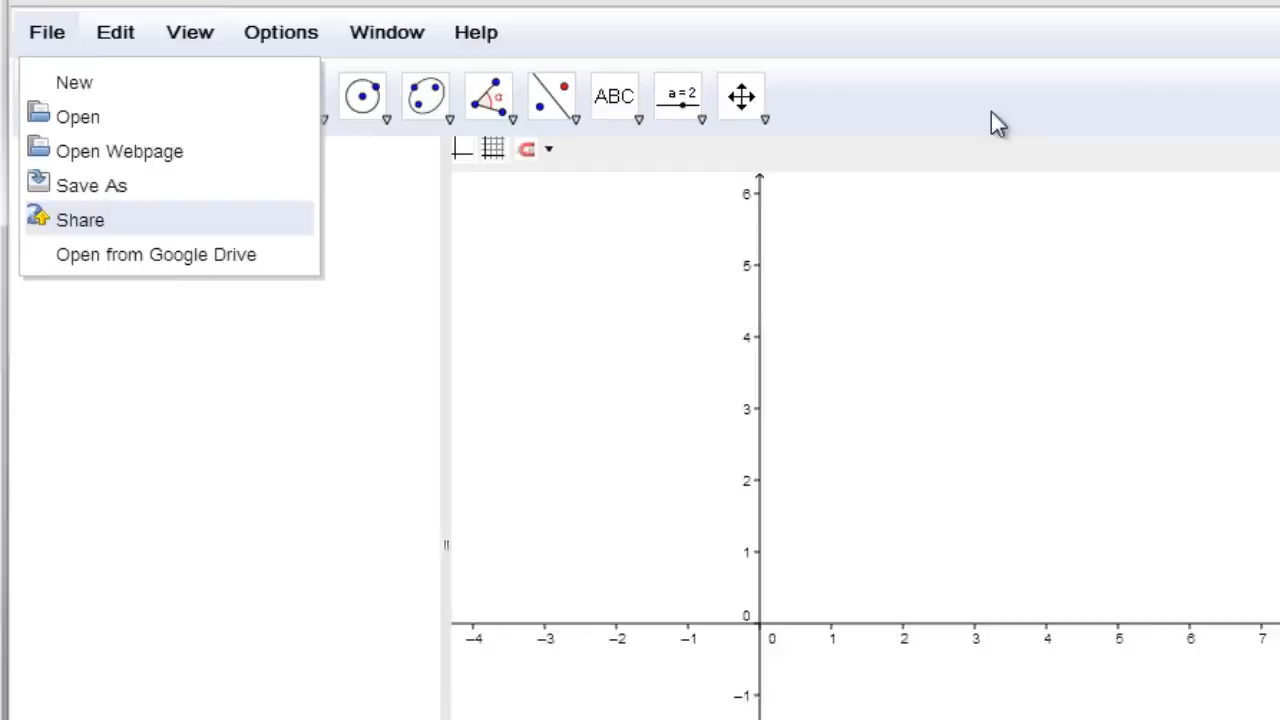 File Edit View Options Window Help
New
Open
Open Webpage
Save As
Share
Open from Google Drive
α ABC a=2
6
5
4
3
2
1
0
–4 –3 –2 –1 0 1 2 3 4 5 6 7
–1